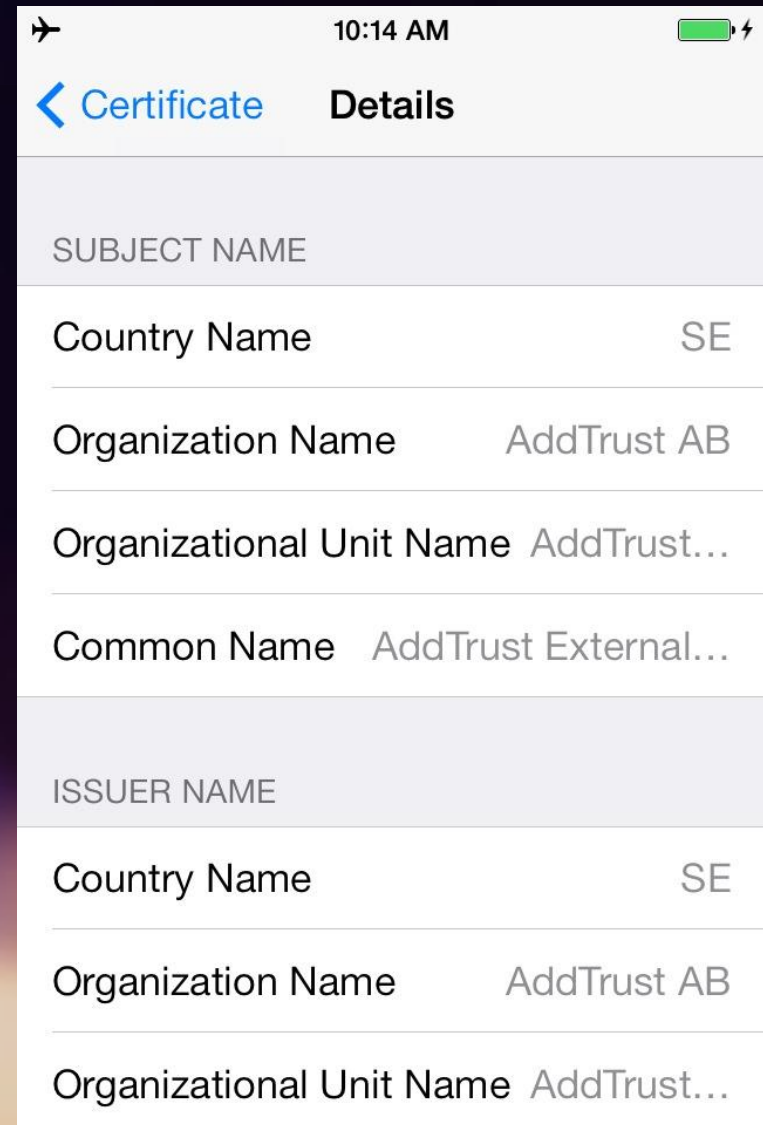 10:14 AM
Certificate Details
SUBJECT NAME
Country Name SE
Organization Name AddTrust AB
Organizational Unit Name AddTrust...
Common Name AddTrust External...
ISSUER NAME
Country Name SE
Organization Name AddTrust AB
Organizational Unit Name AddTrust...